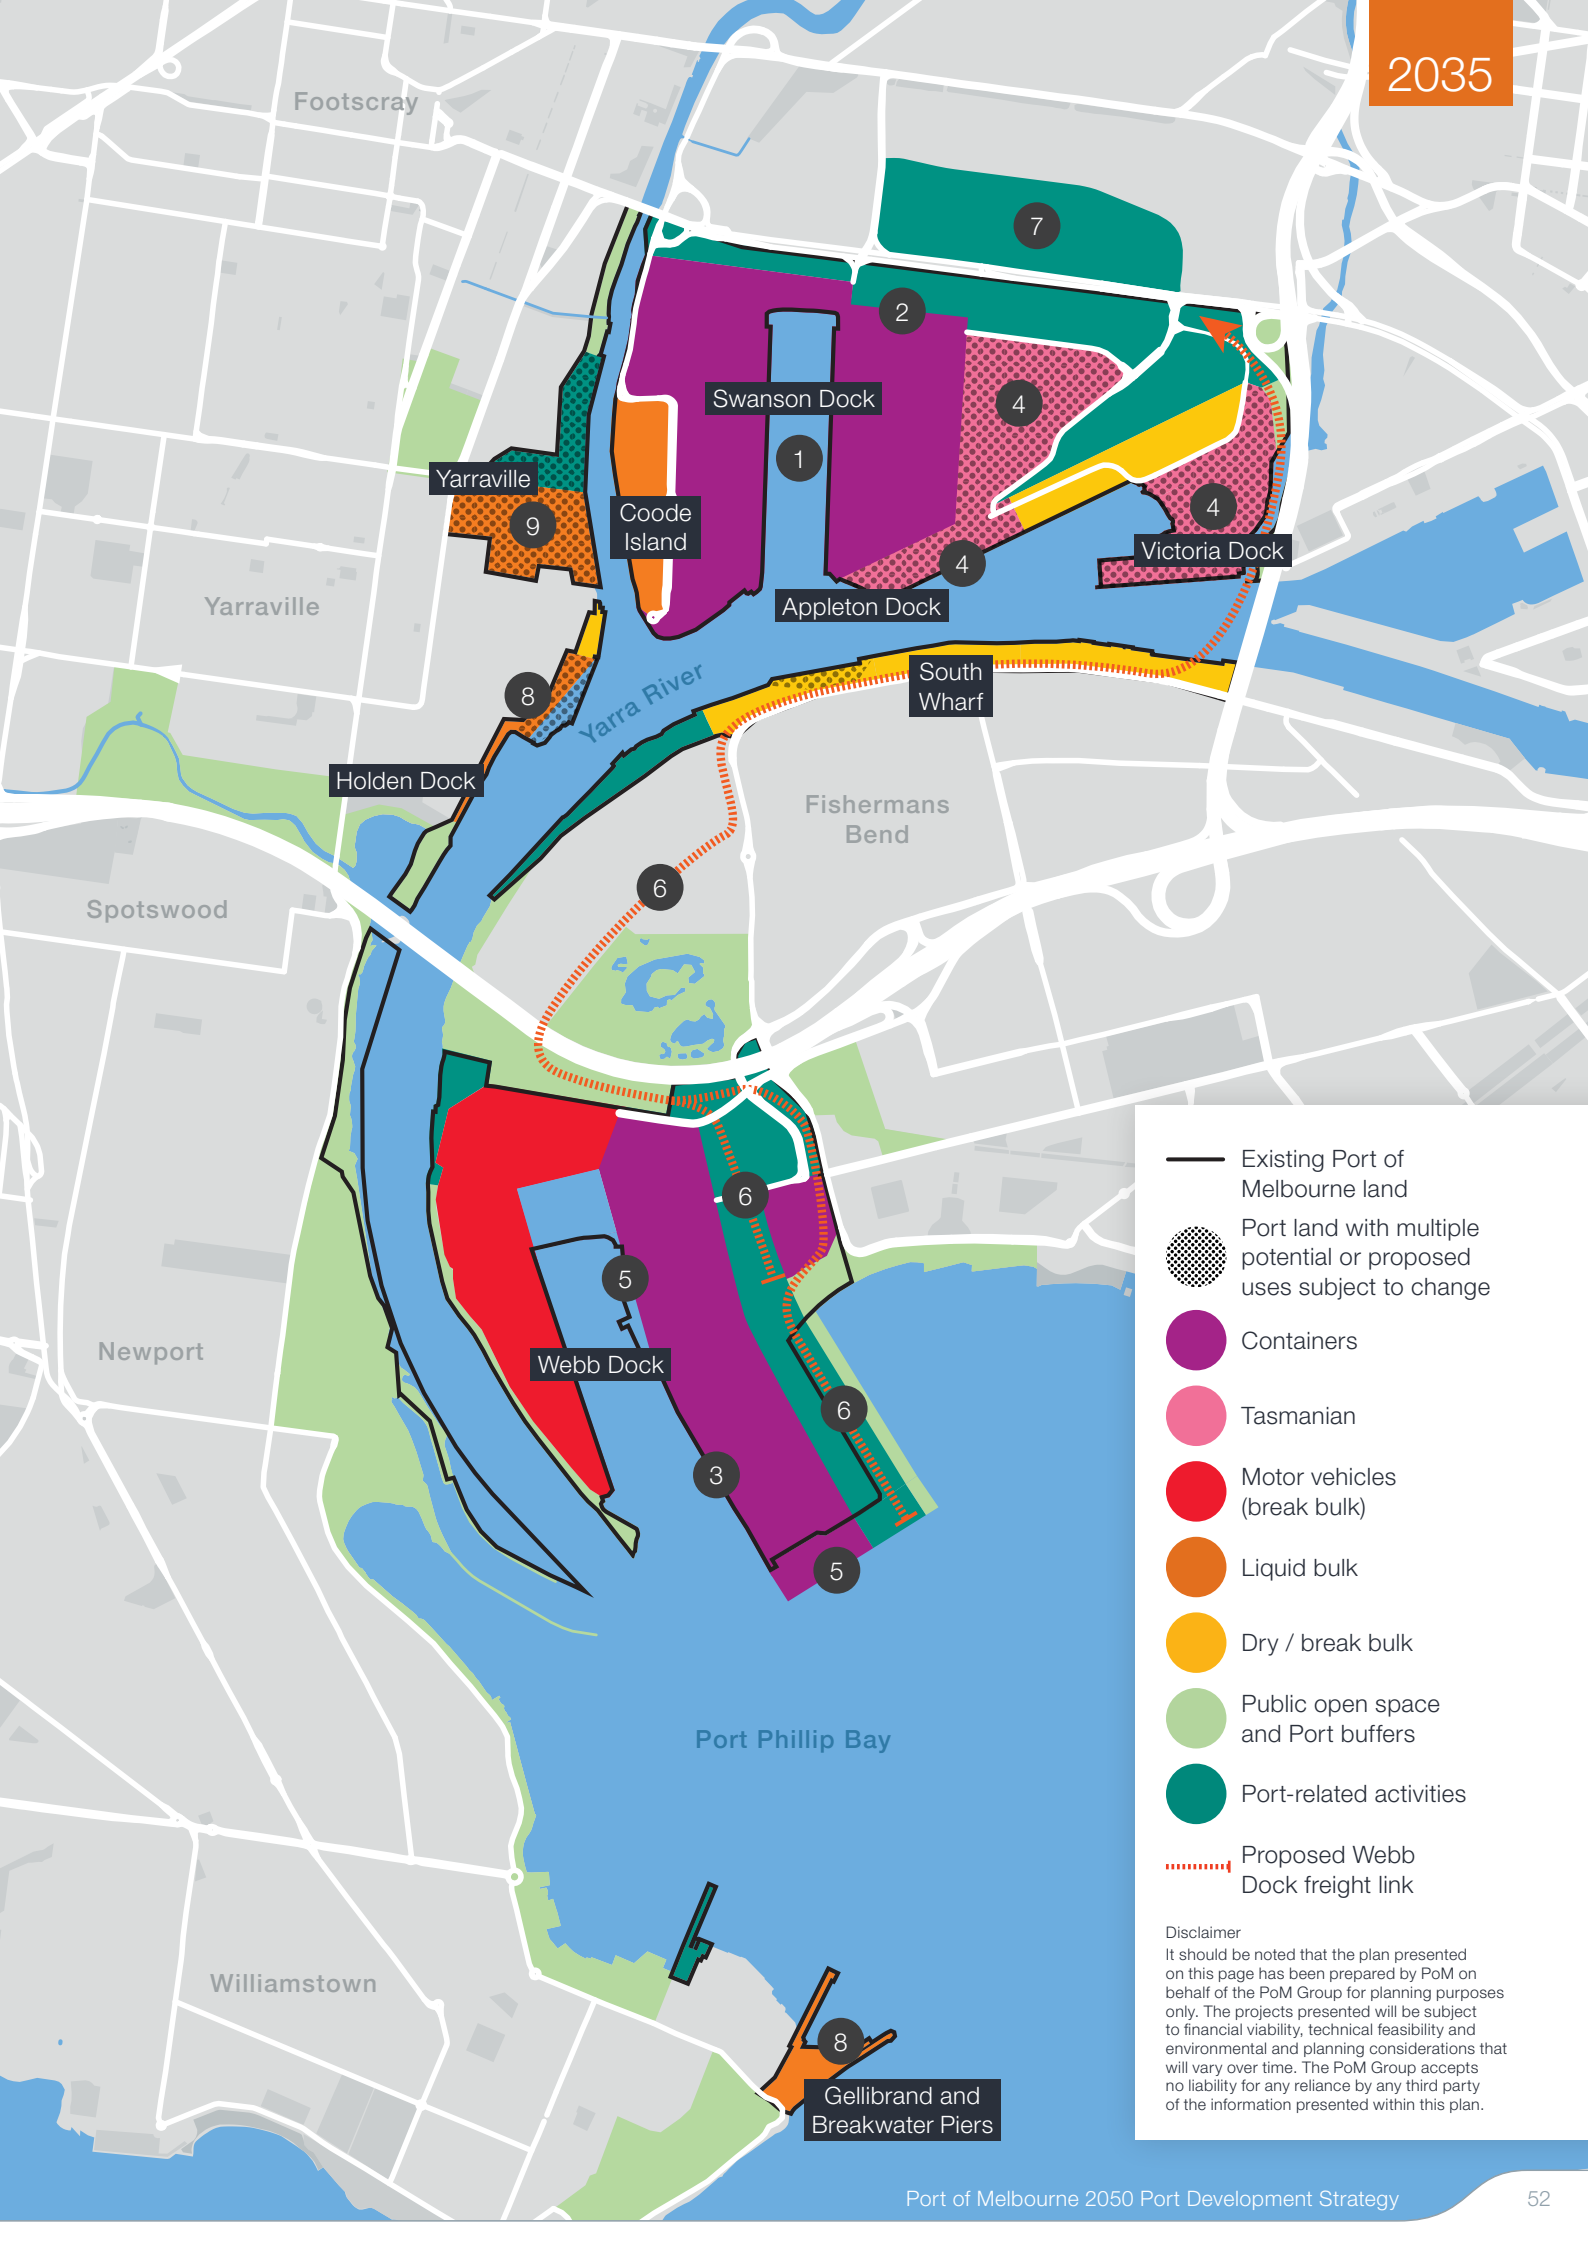 2035
Footscray
7
2
Swanson Dock
4
1
Yarraville
9
Coode
Island
4
Victoria Dock
4
Appleton Dock
Yarraville
South
Wharf
8
Yarra River
Holden Dock
Fishermans
Bend
6
Spotswood
6
5
Newport
Webb Dock
6
3
5
Port Phillip Bay
Williamstown
8
Gellibrand and
Breakwater Piers
Existing Port of
Melbourne land
Port land with multiple
potential or proposed
uses subject to change
Containers
Tasmanian
Motor vehicles
(break bulk)
Liquid bulk
Dry / break bulk
Public open space
and Port buffers
Port-related activities
Proposed Webb
Dock freight link
Disclaimer
It should be noted that the plan presented
on this page has been prepared by PoM on
behalf of the PoM Group for planning purposes
only. The projects presented will be subject
to financial viability, technical feasibility and
environmental and planning considerations that
will vary over time. The PoM Group accepts
no liability for any reliance by any third party
of the information presented within this plan.
Port of Melbourne 2050 Port Development Strategy
52